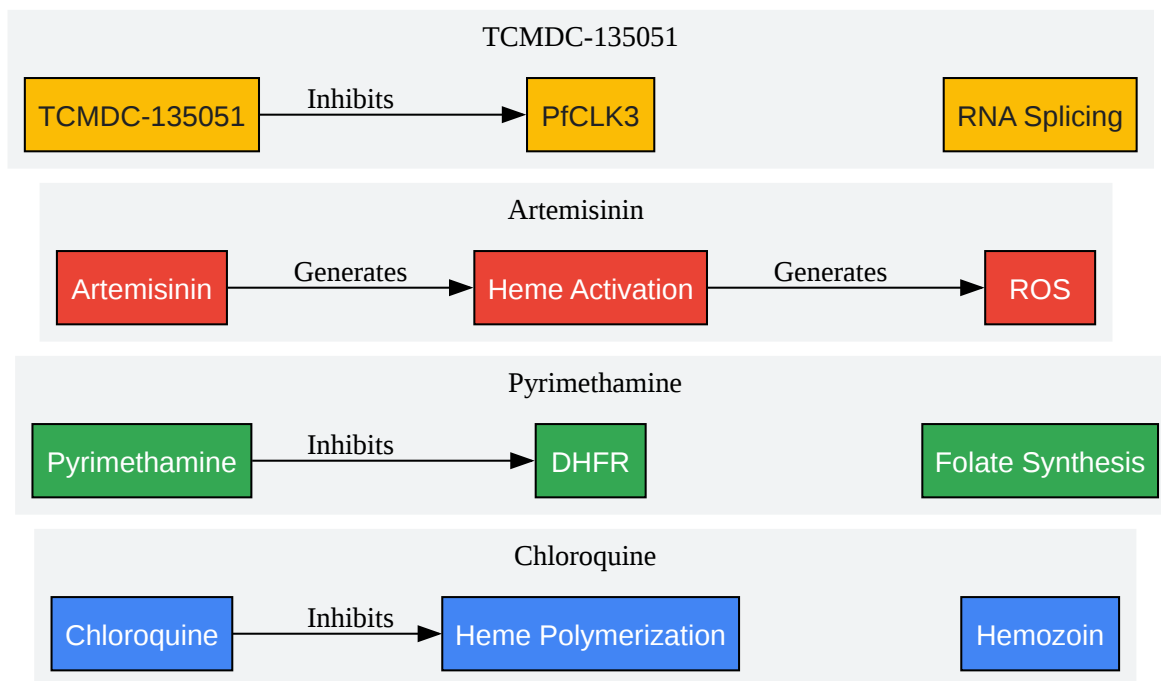 TCMDC-135051
TCMDC-135051
Inhibits
PfCLK3
RNA Splicing
Artemisinin
Artemisinin
Generates
Heme Activation
Generates
ROS
Pyrimethamine
Pyrimethamine
Inhibits
DHFR
Folate Synthesis
Chloroquine
Chloroquine
Inhibits
Heme Polymerization
Hemozoin